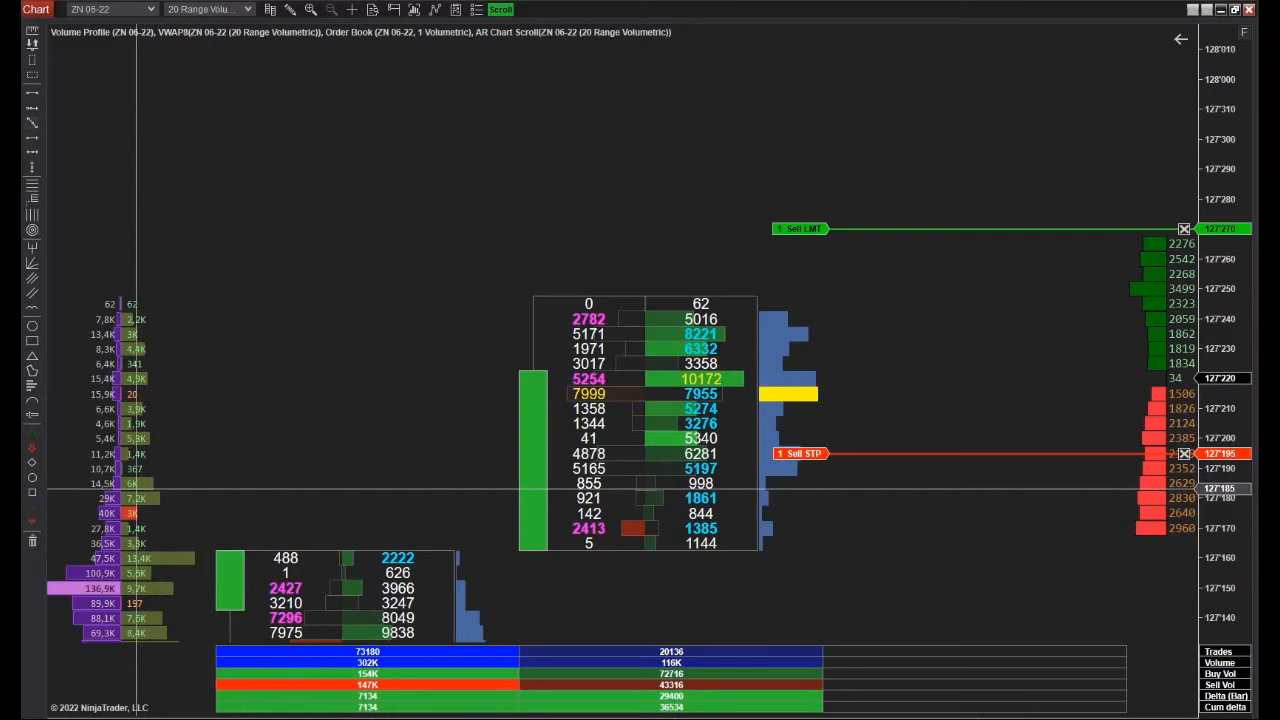 Chart ZN 06-22 20 Range Volu... Scroll
Volume Profile (ZN 06-22), VWAP8(ZN 06-22 (20 Range Volumetric)), Order Book (ZN 06-22, 1 Volumetric), AR Chart Scroll(ZN 06-22 (20 Range Volumetric))
F
128'010
128'000
127'310
127'300
127'290
127'280
1 Sell LMT 127'270
2276
2542 127'260
2268
3499 127'250
62 62 0 62 2323
7,8K 2,2K 2782 5016 2059 127'240
13,4K 3K 5171 8221 1862
8,3K 4,4K 1971 6332 1819 127'230
6,4K 341 3017 3358 1834
15,4K 4,9K 5254 10172 34 127'220
15,9K 20 7999 7955 1506
6,6K 3,9K 1358 5274 1826 127'210
4,6K 1,9K 1344 3276 2124
5,4K 5,3K 41 5340 2385 127'200
11,2K 1,4K 4878 6281 1 Sell STP 127'195
10,7K 367 5165 5197 2352 127'190
14,5K 6K 855 998 2629 127'185
29K 7,2K 921 1861 2830 127'180
40K 3K 142 844 2640
27,8K 1,4K 2413 1385 2960 127'170
36,5K 3,3K 5 1144
47,5K 13,4K 488 2222 127'160
100,9K 5,5K 1 626
136,9K 9,7K 2427 3966 127'150
89,9K 197 3210 3247
88,1K 7,6K 7296 8049 127'140
69,3K 8,4K 7975 9838
73180 20136 Trades
302K 116K Volume
154K 72716 Buy Vol
147K 43316 Sell Vol
7134 29400 Delta (Bar)
7134 36534 Cum delta
© 2022 NinjaTrader, LLC